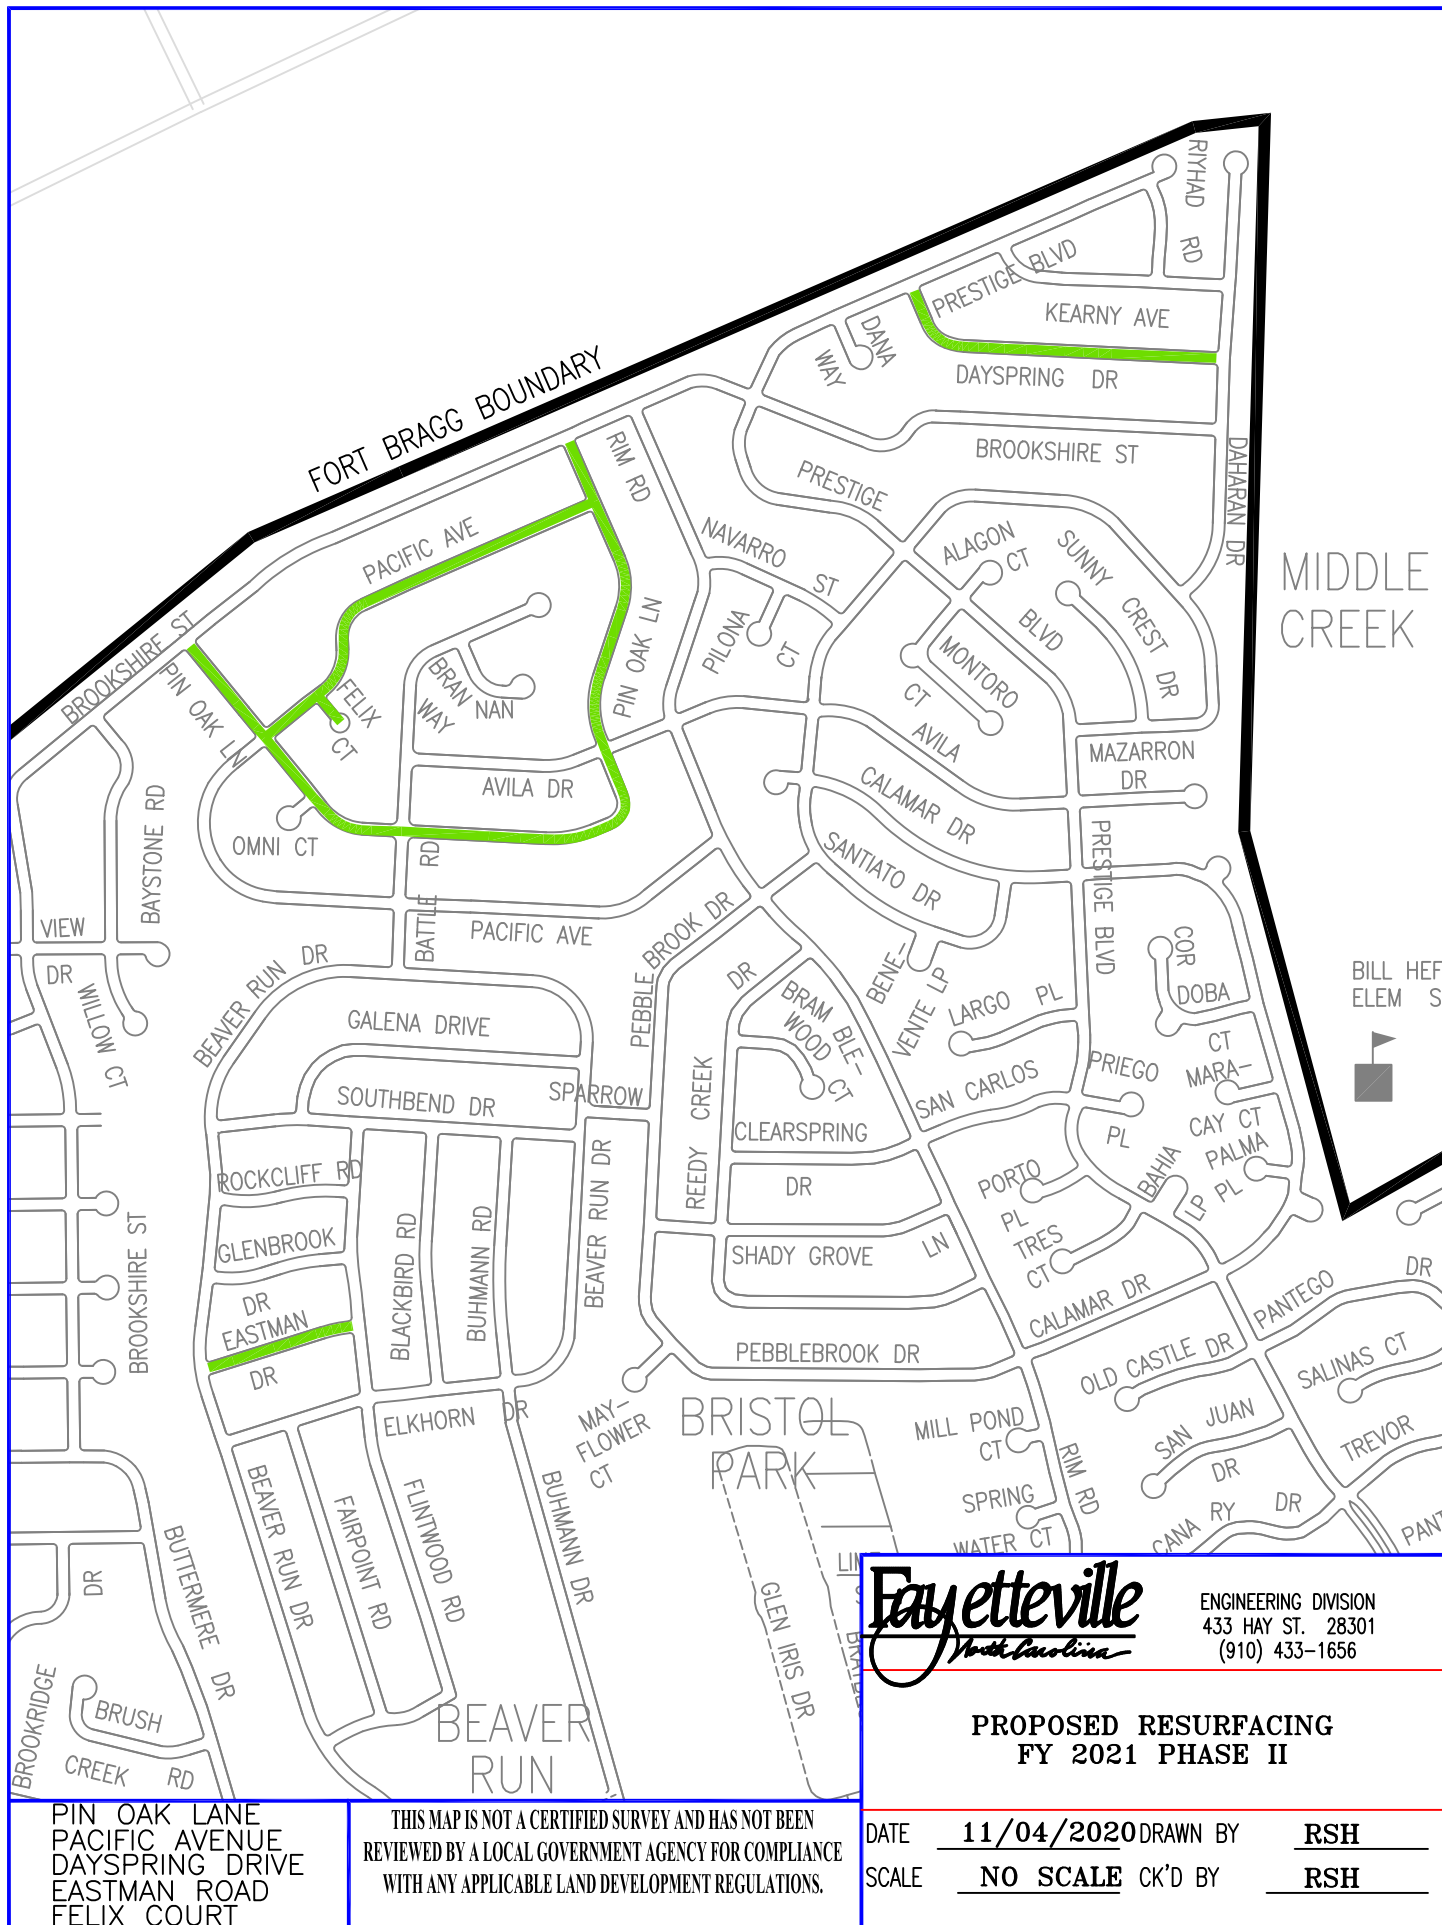 RIYHAD
RD
PRESTIGE BLVD
KEARNY AVE
DANA
WAY
DAYSPRING DR
FORT BRAGG BOUNDARY
RIM RD
BROOKSHIRE ST
DAHARAN DR
PRESTIGE
PACIFIC AVE
NAVARRO
ST
ALAGON
CT
SUNNY
CREST DR
MIDDLE
CREEK
BROOKSHIRE ST
PIN OAK LN
PIN OAK LN
PILONA
CT
BLVD
MONTORO
CT
BRAN
WAY
NAN
FELIX
CT
AVILA
MAZARRON
DR
AVILA DR
CALAMAR DR
BAYSTONE RD
OMNI CT
BATTLE RD
SANTIATO DR
PRESTIGE BLVD
VIEW
DR
PACIFIC AVE
PEBBLE BROOK DR
WILLOW CT
BEAVER RUN DR
DR
BRAM BLE-
WOOD CT
BENE-
VENTE LP
COR
DOBA
CT
BILL HEF
ELEM S
GALENA DRIVE
LARGO PL
SOUTHBEND DR
SPARROW
REEDY CREEK
SAN CARLOS
PRIEGO
PL
MARA-
CAY CT
CLEARSPRING
DR
PALMA
PL
ROCKCLIFF RD
PORTO
PL
BAHIA
LP
BROOKSHIRE ST
GLENBROOK
DR
BLACKBIRD RD
BUHMANN RD
BEAVER RUN DR
SHADY GROVE
LN
TRES
CT
CALAMAR DR
PANTEGO
DR
EASTMAN
DR
PEBBLEBROOK DR
OLD CASTLE DR
SALINAS CT
ELKHORN DR
MAY-
FLOWER
CT
BRISTOL
PARK
MILL POND
CT
SAN JUAN
DR
TREVOR
BEAVER RUN DR
FAIRPOINT RD
FLINTWOOD RD
BUHMANN DR
RIM RD
SPRING
WATER CT
CANA RY DR
PANT
BUTTERMERE DR
DR
GLEN IRIS DR
BROOKRIDGE
BRUSH
CREEK RD
BEAVER
RUN
Fayetteville
North Carolina
ENGINEERING DIVISION
433 HAY ST. 28301
(910) 433-1656
PROPOSED RESURFACING
FY 2021 PHASE II
DATE 11/04/2020 DRAWN BY RSH
SCALE NO SCALE CK'D BY RSH
PIN OAK LANE
PACIFIC AVENUE
DAYSPRING DRIVE
EASTMAN ROAD
FELIX COURT
THIS MAP IS NOT A CERTIFIED SURVEY AND HAS NOT BEEN
REVIEWED BY A LOCAL GOVERNMENT AGENCY FOR COMPLIANCE
WITH ANY APPLICABLE LAND DEVELOPMENT REGULATIONS.